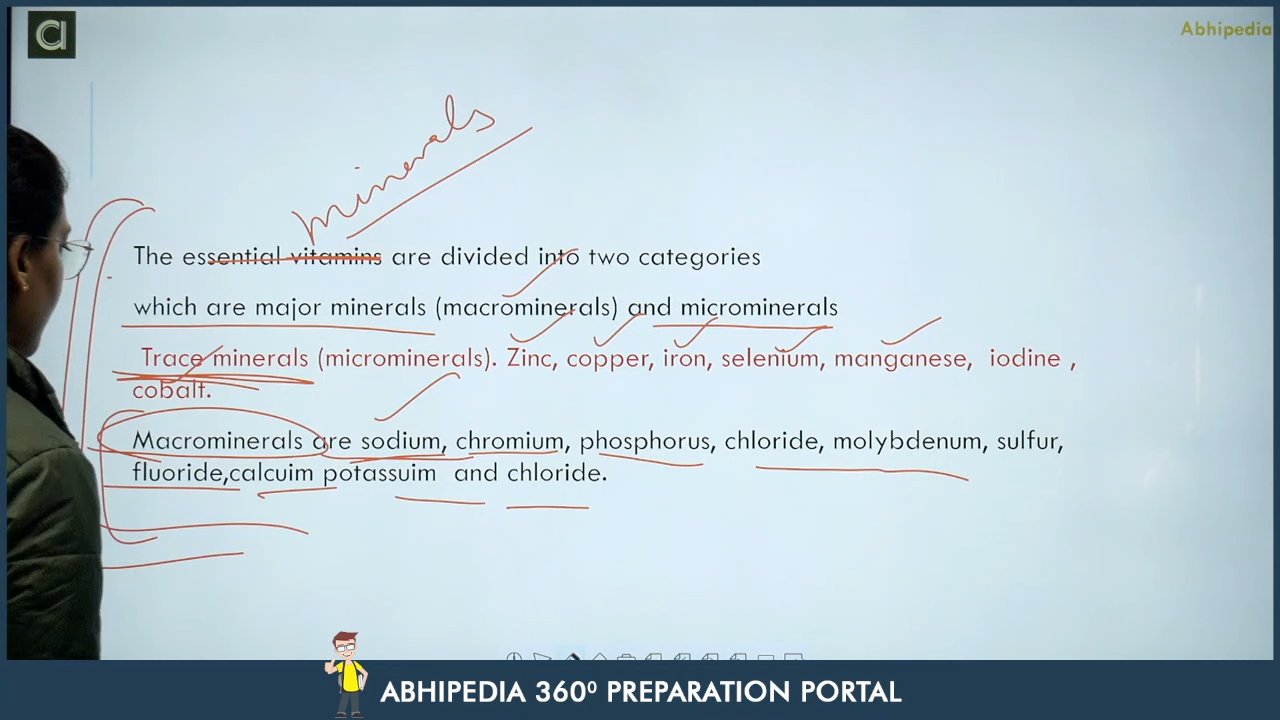 a
Abhipedia
minerals
The essential vitamins are divided into two categories
which are major minerals (macrominerals) and microminerals
Trace minerals (microminerals). Zinc, copper, iron, selenium, manganese, iodine ,
cobalt.
Macrominerals are sodium, chromium, phosphorus, chloride, molybdenum, sulfur,
fluoride,calcuim potassuim and chloride.
ABHIPEDIA 360⁰ PREPARATION PORTAL